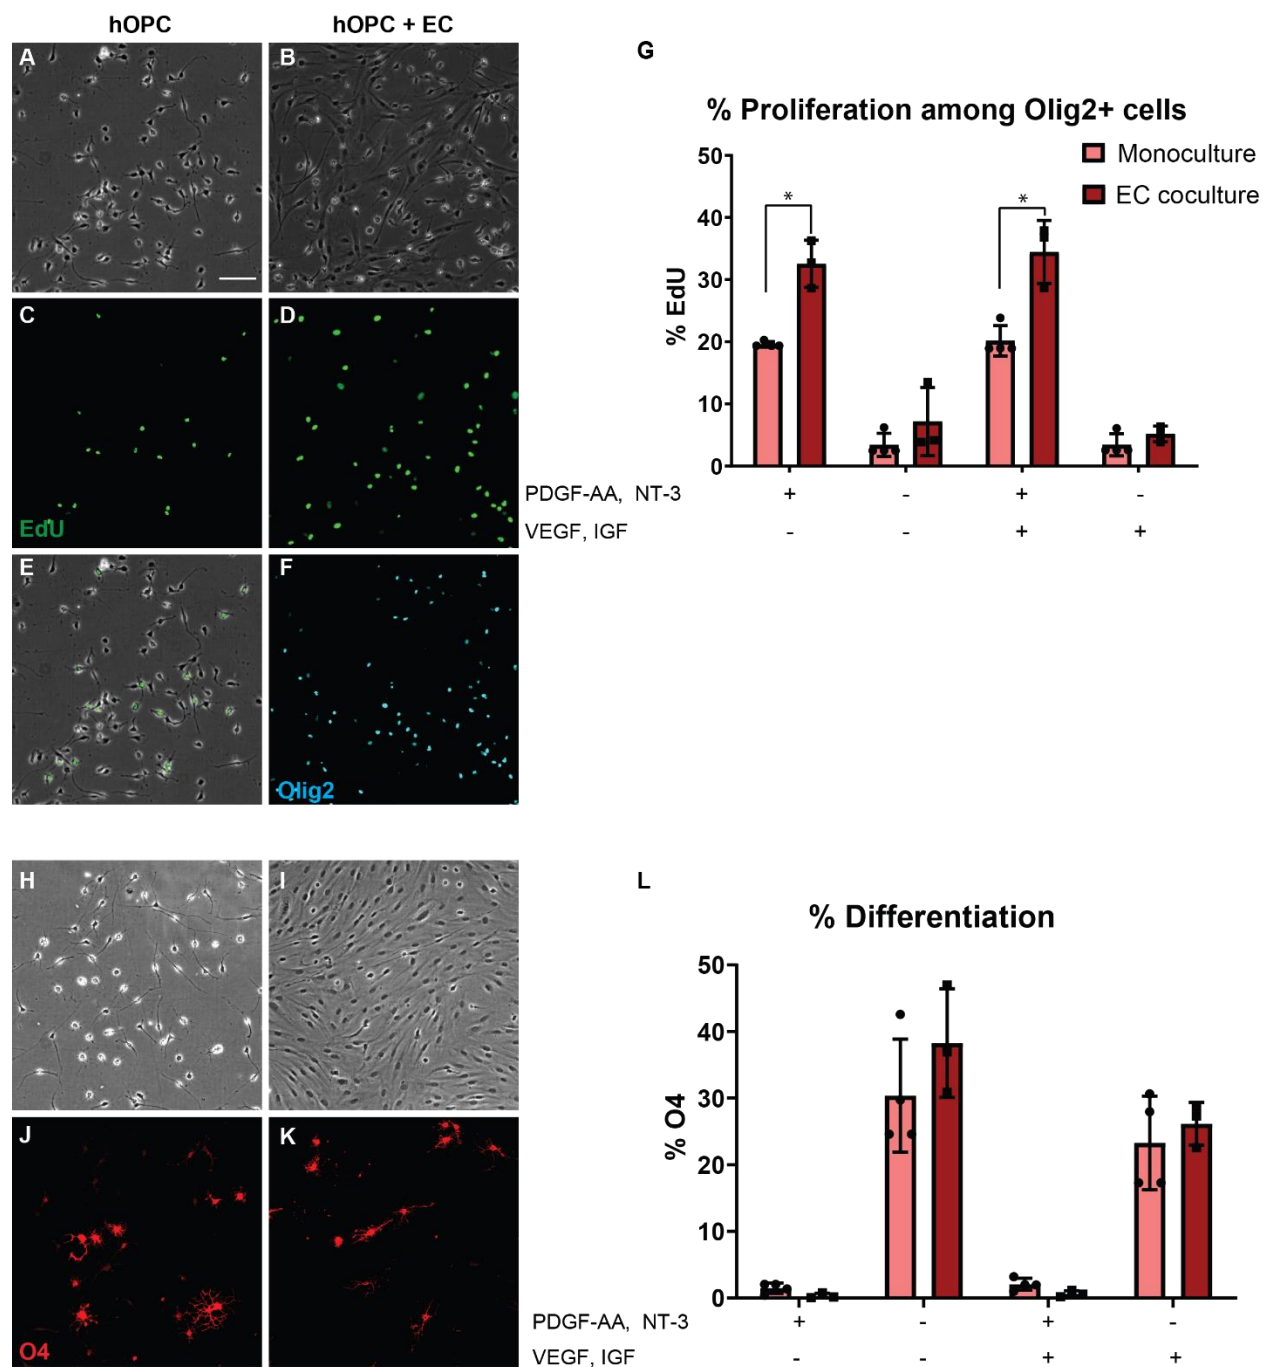 hOPC
hOPC + EC
A
B
C
EdU
D
E
F
Olig2
G
% Proliferation among Olig2+ cells
Monoculture
EC coculture
% EdU
50
40
30
20
10
0
* *
PDGF-AA, NT-3 + - + -
VEGF, IGF - - + +
H
I
J
O4
K
L
% Differentiation
% O4
50
40
30
20
10
0
PDGF-AA, NT-3 + - + -
VEGF, IGF - - + +